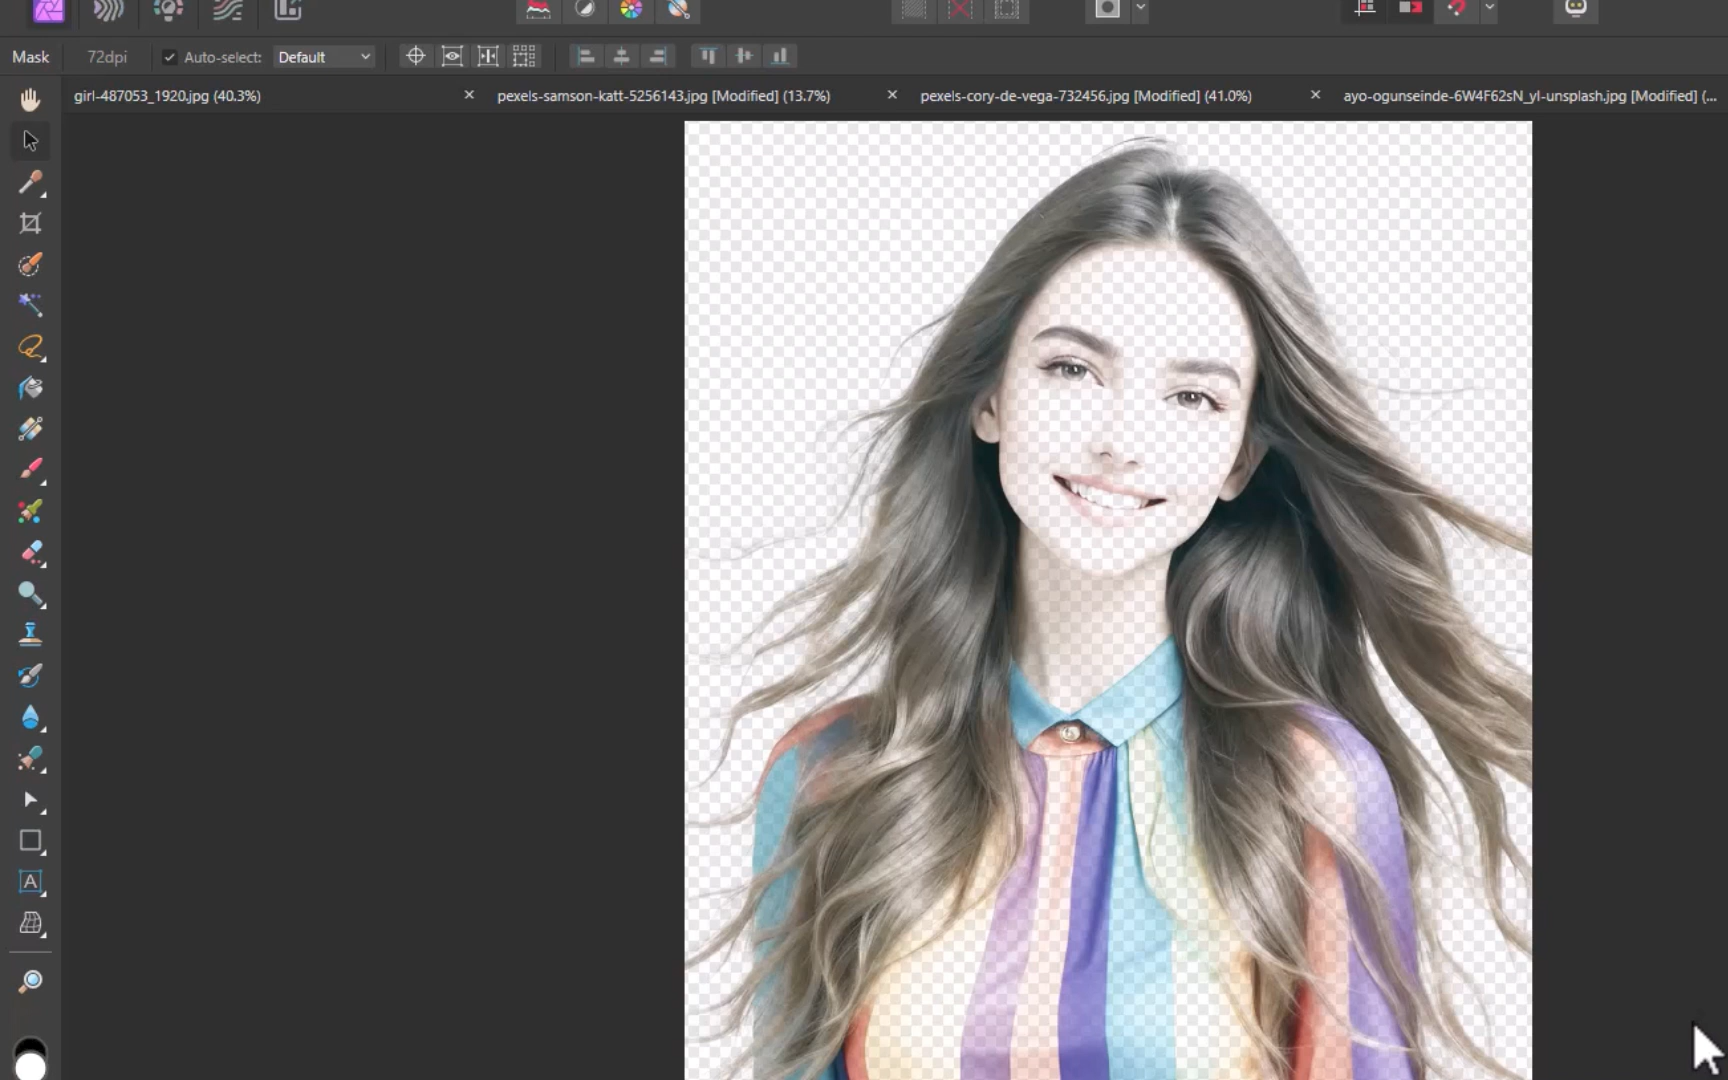 Mask 72dpi Auto-select: Default
girl-487053_1920.jpg (40.3%) pexels-samson-katt-5256143.jpg [Modified] (13.7%) pexels-cory-de-vega-732456.jpg [Modified] (41.0%) ayo-ogunseinde-6W4F62sN_yI-unsplash.jpg [Modified] (...
A